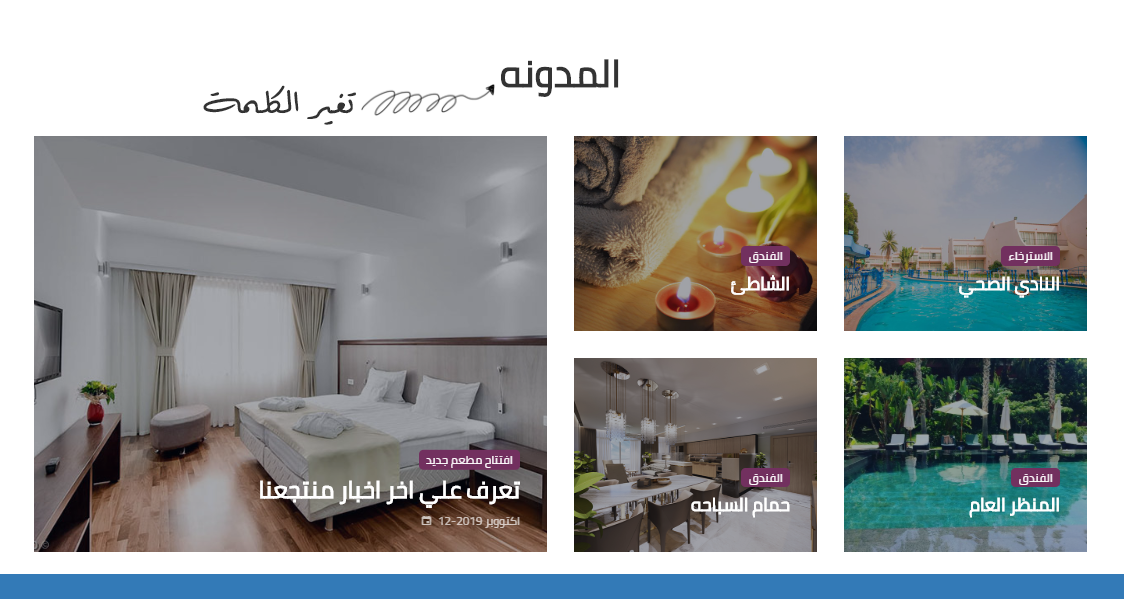 المدونه
تغير الكلمة
الاسترخاء
النادي الصحي
الفندق
الشاطئ
الفندق
المنظر العام
الفندق
حمام السباحه
افتتاح مطعم جديد
تعرف علي اخر اخبار منتجعنا
اكتووبر 2019-12